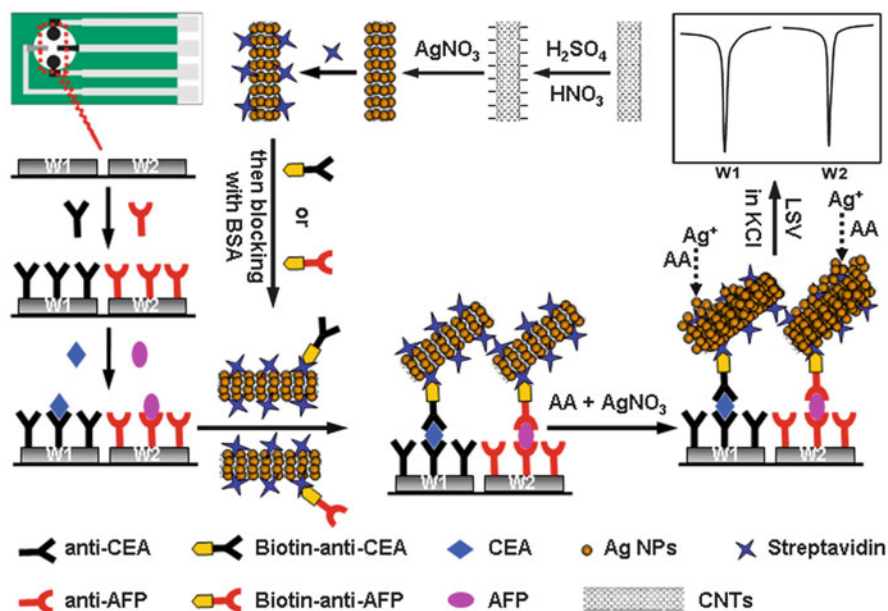 AgNO₃
H₂SO₄
HNO₃
W1 W2
then blocking
with BSA
or
W1 W2
LSV
in KCl
Ag⁺
AA
Ag⁺
AA
W1 W2
W1 W2
AA + AgNO₃
W1 W2
W1 W2
anti-CEA Biotin-anti-CEA CEA Ag NPs Streptavidin
anti-AFP Biotin-anti-AFP AFP CNTs